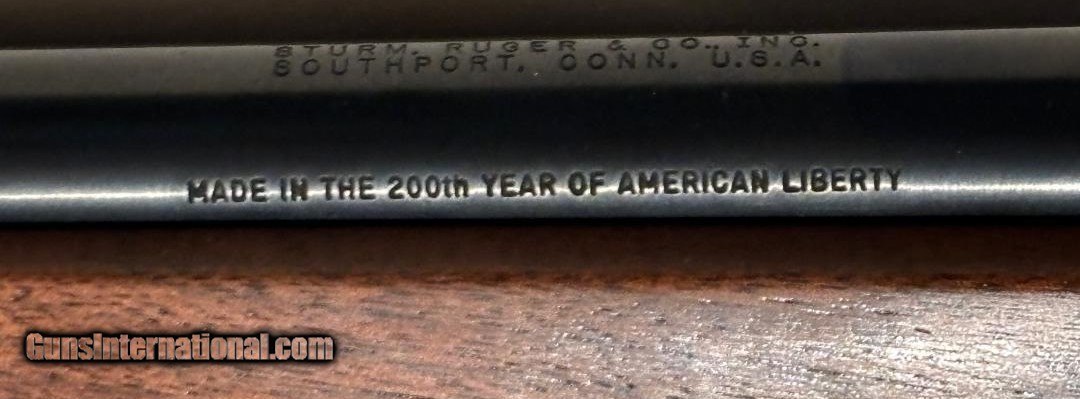 STURM, RUGER & CO., INC.
SOUTHPORT, CONN. U.S.A.
MADE IN THE 200th YEAR OF AMERICAN LIBERTY
GunsInternational.com